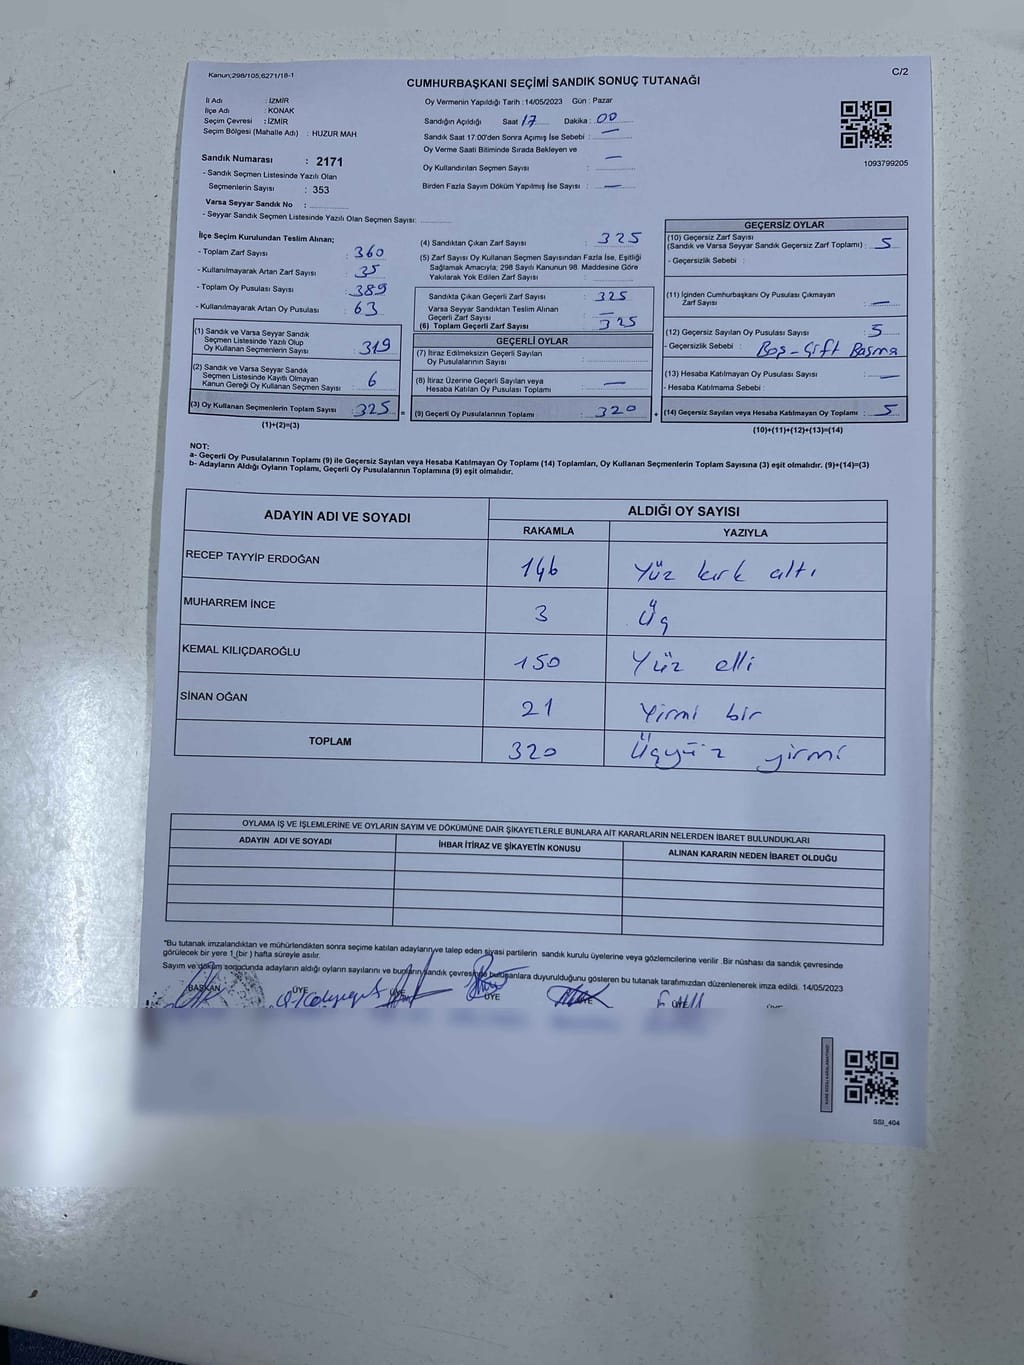 Kanun;298/105,6271/18-1
C/2
CUMHURBAŞKANI SEÇİMİ SANDIK SONUÇ TUTANAĞI
İl Adı : İZMİR
İlçe Adı : KONAK
Seçim Çevresi : İZMİR
Seçim Bölgesi (Mahalle Adı) : HUZUR MAH
Sandık Numarası : 2171
- Sandık Seçmen Listesinde Yazılı Olan
Seçmenlerin Sayısı : 353
Varsa Seyyar Sandık No :
- Seyyar Sandık Seçmen Listesinde Yazılı Olan Seçmen Sayısı:
Oy Vermenin Yapıldığı Tarih : 14/05/2023 Gün : Pazar
Sandığın Açıldığı Saat 17 Dakika : 00
Sandık Saat 17:00'den Sonra Açımış İse Sebebi : —
Oy Verme Saati Bitiminde Sırada Bekleyen ve
Oy Kullandırılan Seçmen Sayısı : —
Birden Fazla Sayım Döküm Yapılmış İse Sayısı : —
1093799205
İlçe Seçim Kurulundan Teslim Alınan;
- Toplam Zarf Sayısı : 360
- Kullanılmayarak Artan Zarf Sayısı : 35
- Toplam Oy Pusulası Sayısı : 389
- Kullanılmayarak Artan Oy Pusulası : 63
(1) Sandık ve Varsa Seyyar Sandık
Seçmen Listesinde Yazılı Olup
Oy Kullanan Seçmenlerin Sayısı : 319
(2) Sandık ve Varsa Seyyar Sandık
Seçmen Listesinde Kayıtlı Olmayan
Kanun Gereği Oy Kullanan Seçmen Sayısı : 6
(3) Oy Kullanan Seçmenlerin Toplam Sayısı : 325 =
(1)+(2)=(3)
(4) Sandıktan Çıkan Zarf Sayısı : 325
(5) Zarf Sayısı Oy Kullanan Seçmen Sayısından Fazla İse, Eşitliği
Sağlamak Amacıyla; 298 Sayılı Kanunun 98. Maddesine Göre
Yakılarak Yok Edilen Zarf Sayısı :
Sandıkta Çıkan Geçerli Zarf Sayısı : 325
Varsa Seyyar Sandıktan Teslim Alınan
Geçerli Zarf Sayısı : —
(6) Toplam Geçerli Zarf Sayısı : 325
GEÇERLİ OYLAR
(7) İtiraz Edilmeksizin Geçerli Sayılan
Oy Pusulalarının Sayısı :
(8) İtiraz Üzerine Geçerli Sayılan veya
Hesaba Katılan Oy Pusulası Toplamı : —
(9) Geçerli Oy Pusulalarının Toplamı : 320 +
GEÇERSİZ OYLAR
(10) Geçersiz Zarf Sayısı
(Sandık ve Varsa Seyyar Sandık Geçersiz Zarf Toplamı) : 5
- Geçersizlik Sebebi :
(11) İçinden Cumhurbaşkanı Oy Pusulası Çıkmayan
Zarf Sayısı : —
(12) Geçersiz Sayılan Oy Pusulası Sayısı : 5
- Geçersizlik Sebebi : Boş - Çift Basma
(13) Hesaba Katılmayan Oy Pusulası Sayısı : —
- Hesaba Katılmama Sebebi :
(14) Geçersiz Sayılan veya Hesaba Katılmayan Oy Toplamı : 5
(10)+(11)+(12)+(13)=(14)
NOT:
a- Geçerli Oy Pusulalarının Toplamı (9) ile Geçersiz Sayılan veya Hesaba Katılmayan Oy Toplamı (14) Toplamları, Oy Kullanan Seçmenlerin Toplam Sayısına (3) eşit olmalıdır. (9)+(14)=(3)
b- Adayların Aldığı Oyların Toplamı, Geçerli Oy Pusulalarının Toplamına (9) eşit olmalıdır.
ADAYIN ADI VE SOYADI
ALDIĞI OY SAYISI
RAKAMLA YAZIYLA
RECEP TAYYİP ERDOĞAN 146 Yüz kırk altı
MUHARREM İNCE 3 Üç
KEMAL KILIÇDAROĞLU 150 Yüz elli
SİNAN OĞAN 21 Yirmi bir
TOPLAM 320 Üçyüz yirmi
OYLAMA İŞ VE İŞLEMLERİNE VE OYLARIN SAYIM VE DÖKÜMÜNE DAİR ŞİKAYETLERLE BUNLARA AİT KARARLARIN NELERDEN İBARET BULUNDUKLARI
ADAYIN ADI VE SOYADI İHBAR İTİRAZ VE ŞİKAYETİN KONUSU ALINAN KARARIN NEDEN İBARET OLDUĞU
*Bu tutanak imzalandıktan ve mühürlendikten sonra seçime katılan adayların ve talep eden siyasi partilerin sandık kurulu üyelerine veya gözlemcilerine verilir .Bir nüshası da sandık çevresinde
görülecek bir yere 1 (bir ) hafta süreyle asılır.
Sayım ve döküm sonucunda adayların aldığı oyların sayılarını ve bunların sandık çevresinde bulunanlara duyurulduğunu gösteren bu tutanak tarafımızdan düzenlenerek imza edildi. 14/05/2023
BAŞKAN ÜYE ÜYE ÜYE ÜYE ÜYE
SSI_404